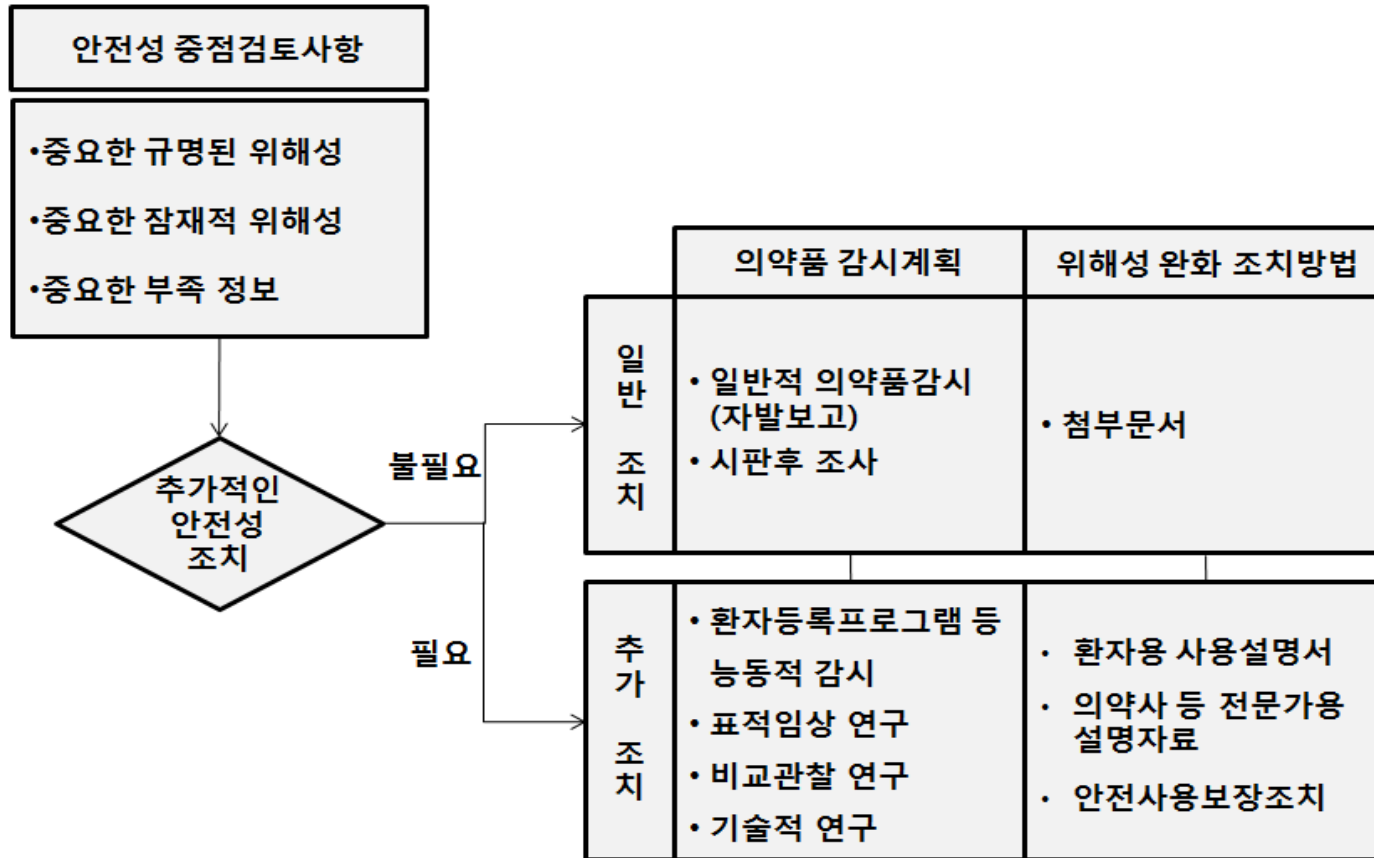 안전성 중점검토사항
•중요한 규명된 위해성
•중요한 잠재적 위해성
•중요한 부족 정보
추가적인
안전성
조치
불필요
필요
의약품 감시계획
위해성 완화 조치방법
일
반
조
치
• 일반적 의약품감시
(자발보고)
• 시판후 조사
• 첨부문서
추
가
조
치
• 환자등록프로그램 등
능동적 감시
• 표적임상 연구
• 비교관찰 연구
• 기술적 연구
• 환자용 사용설명서
• 의약사 등 전문가용
설명자료
• 안전사용보장조치